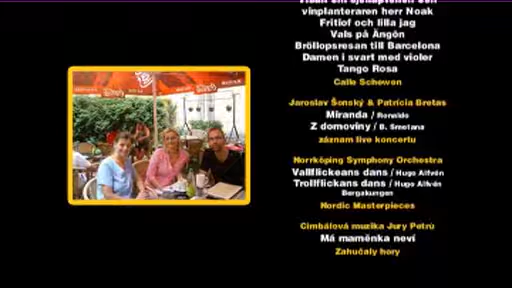 vinplanteraren herr Noak
Fritiof och lilla jag
Vals på Ängön
Bröllopsresan till Barcelona
Damen i svart med violer
Tango Rosa
Calle Schewen
Jaroslav Šonský & Patrícia Bretas
Miranda / Ronaldo
Z domoviny / B. Smetana
záznam live koncertu
Norrköping Symphony Orchestra
Vallflickeans dans / Hugo Alfvén
Trollflickans dans / Hugo Alfvén
Bergakungen
Nordic Masterpieces
Cimbálová muzika Jury Petrů
Má maměnka neví
Zahučaly hory